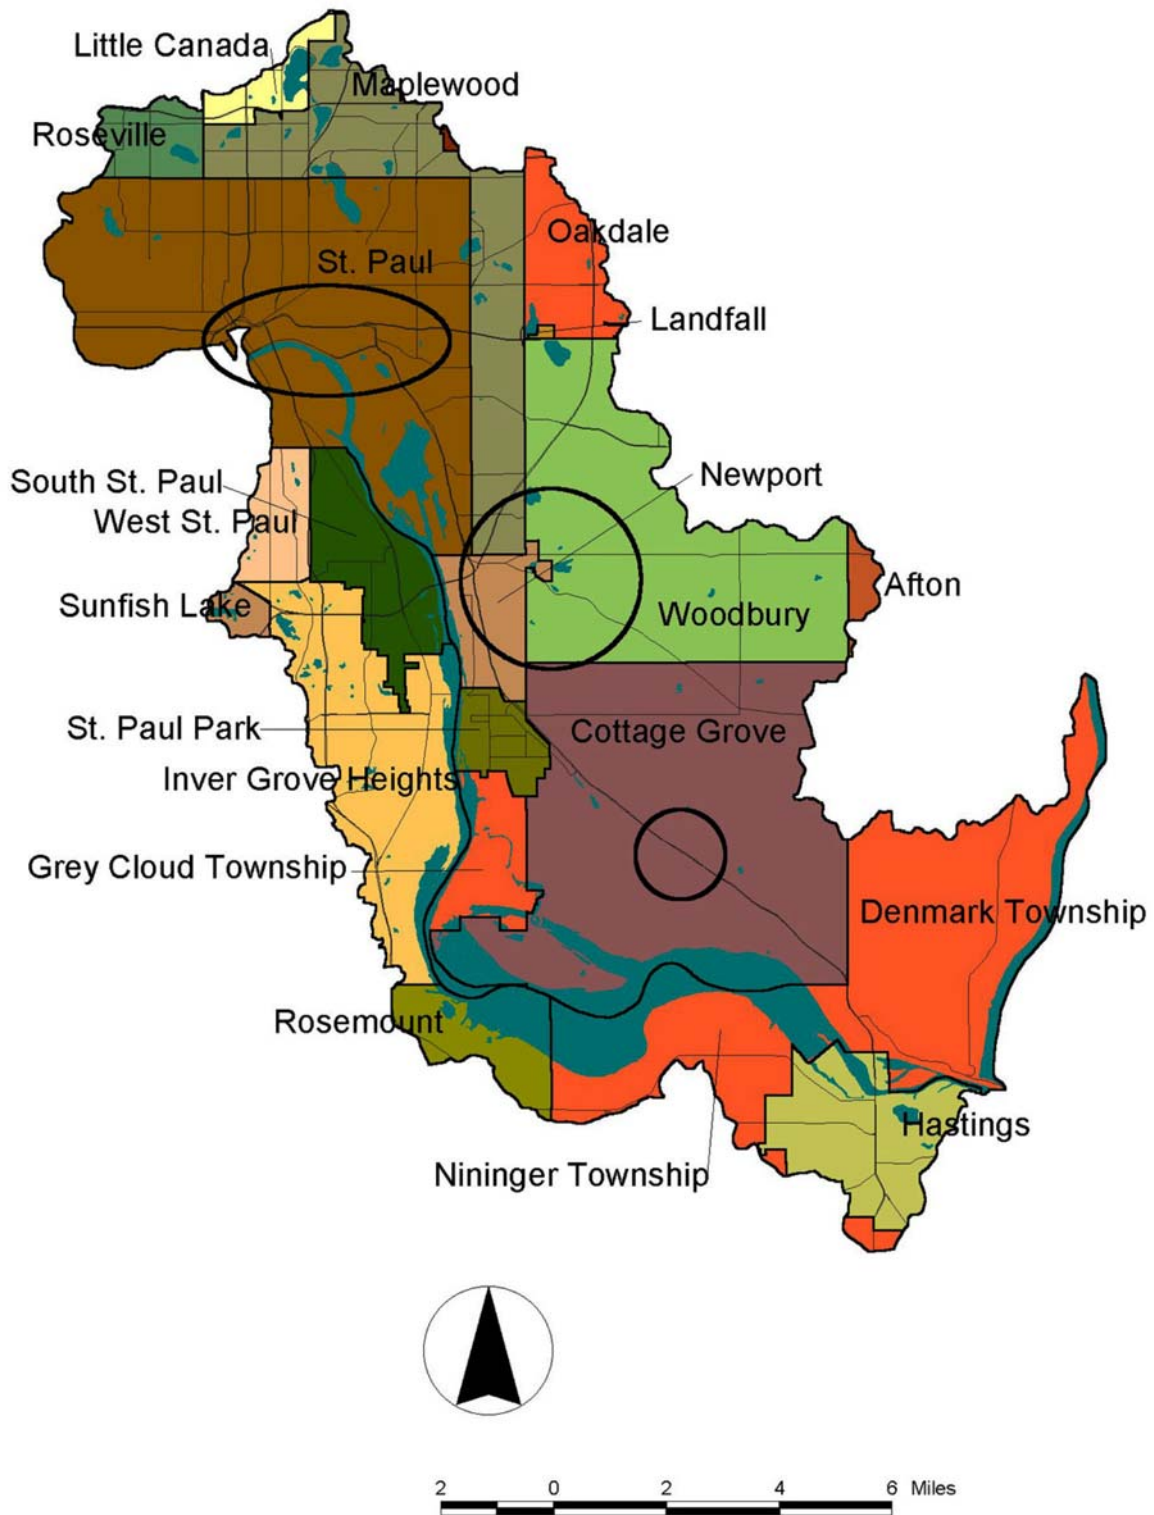 Little Canada
Maplewood
Roseville
Oakdale
St. Paul
Landfall
Newport
South St. Paul
West St. Paul
Afton
Sunfish Lake
Woodbury
St. Paul Park
Cottage Grove
Inver Grove Heights
Grey Cloud Township
Denmark Township
Rosemount
Hastings
Nininger Township
2 0 2 4 6 Miles